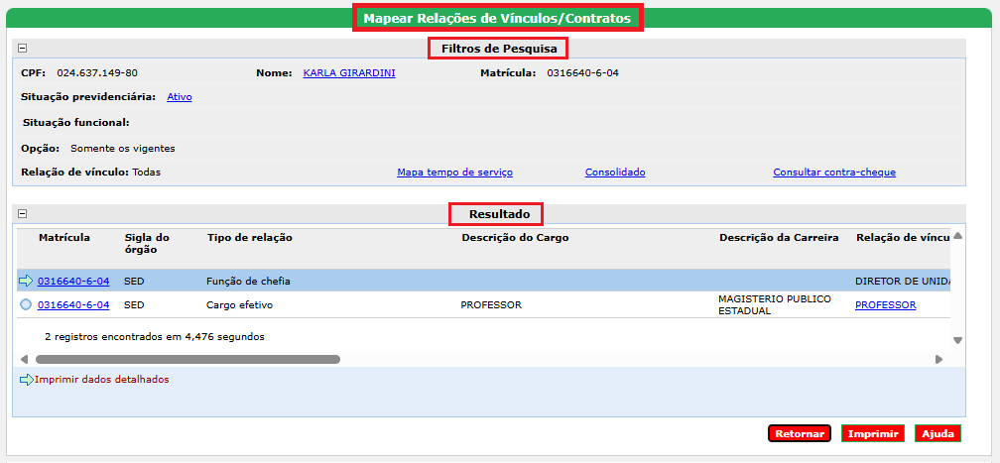 Mapear Relações de Vínculos/Contratos
Filtros de Pesquisa
CPF: 024.637.149-80 Nome: KARLA GIRARDINI Matrícula: 0316640-6-04
Situação previdenciária: Ativo
Situação funcional:
Opção: Somente os vigentes
Relação de vínculo: Todas Mapa tempo de serviço Consolidado Consultar contra-cheque
Resultado
Matrícula Sigla do órgão Tipo de relação Descrição do Cargo Descrição da Carreira Relação de víncu
0316640-6-04 SED Função de chefia DIRETOR DE UNIDA
0316640-6-04 SED Cargo efetivo PROFESSOR MAGISTERIO PUBLICO ESTADUAL PROFESSOR
2 registros encontrados em 4,476 segundos
Imprimir dados detalhados
Retornar Imprimir Ajuda